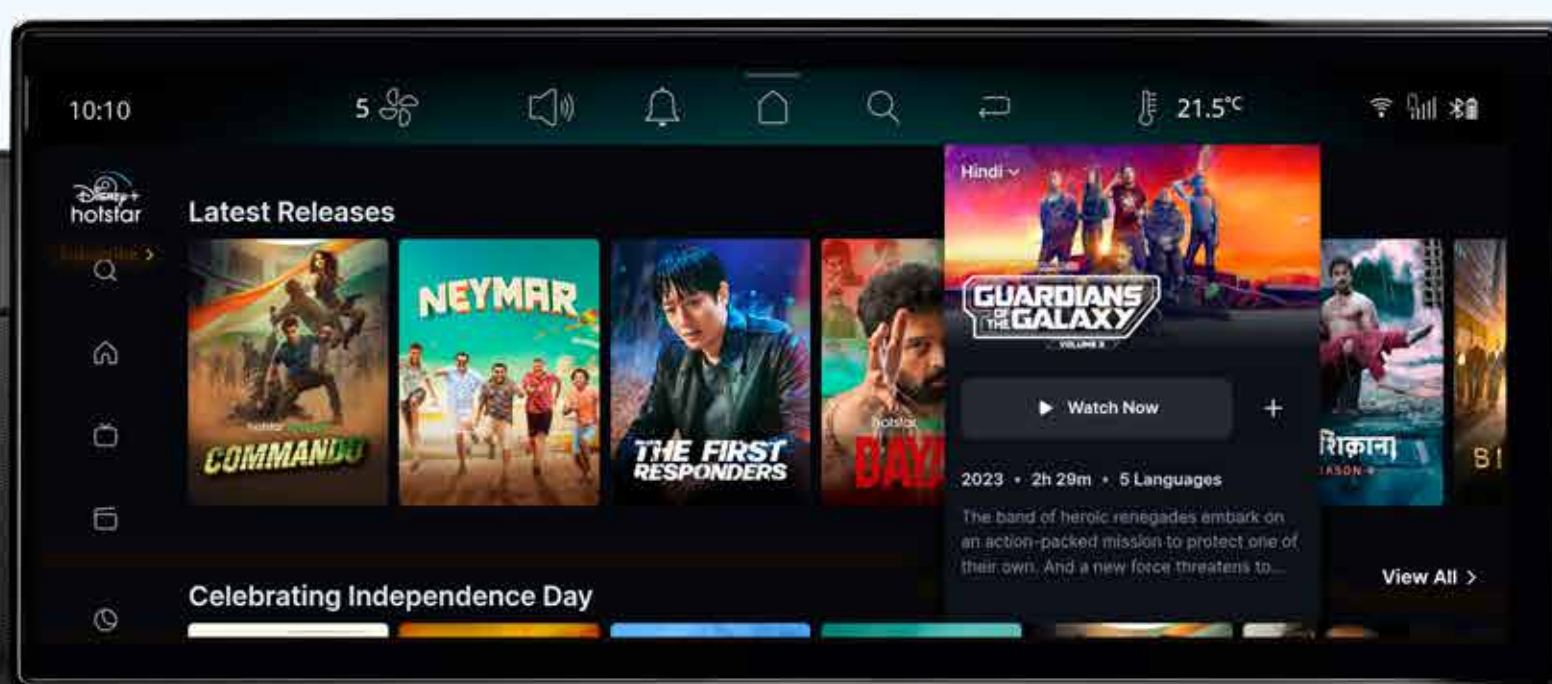 10:10
5
21.5°C
Disney+
hotstar
Subscribe >
Latest Releases
COMMANDO
NEYMAR
THE FIRST
RESPONDERS
hotstar
Hindi
GUARDIANS
OF
THE GALAXY
VOLUME 3
Watch Now
+
2023 • 2h 29m • 5 Languages
The band of heroic renegades embark on
an action-packed mission to protect one of
their own. And a new force threatens to...
View All >
Celebrating Independence Day